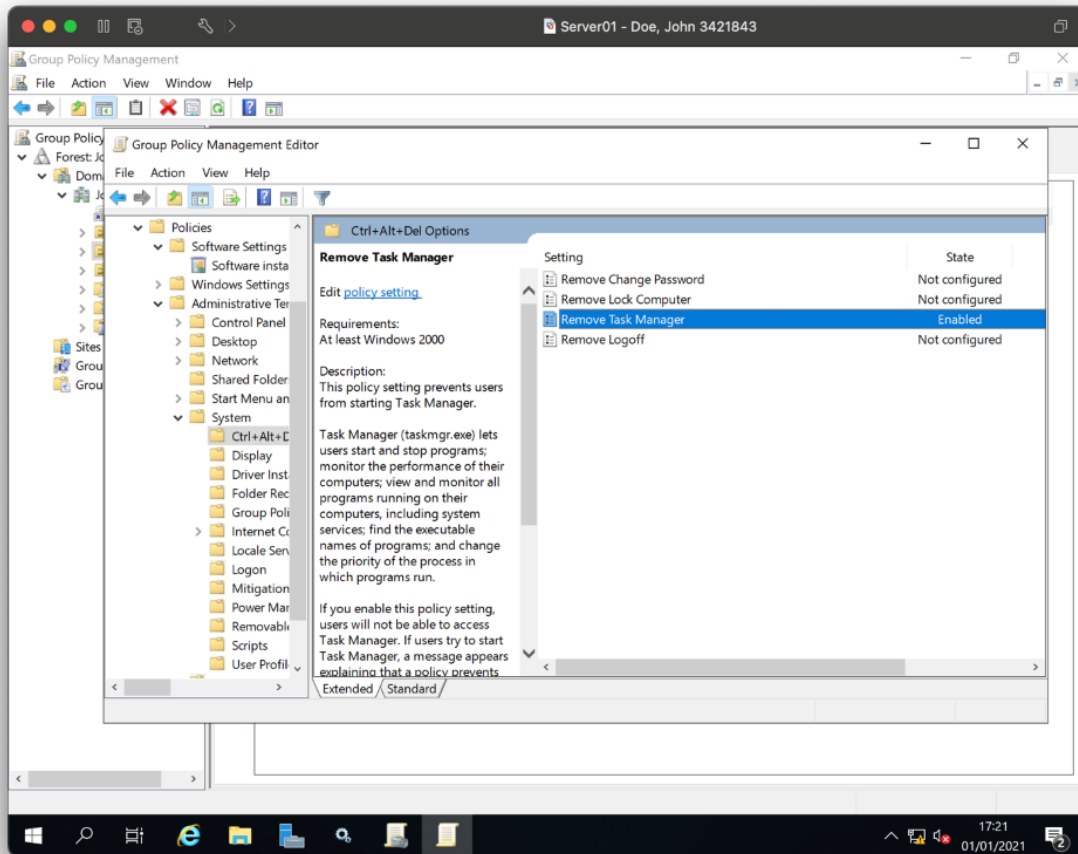 Server01 - Doe, John 3421843
Group Policy Management
File Action View Window Help
Group Policy
Forest: Jo
Dom
Jo
Sites
Grou
Grou
Group Policy Management Editor
File Action View Help
Policies
Software Settings
Software insta
Windows Settings
Administrative Ter
Control Panel
Desktop
Network
Shared Folder
Start Menu an
System
Ctrl+Alt+D
Display
Driver Inst
Folder Red
Group Poli
Internet Co
Locale Serv
Logon
Mitigation
Power Mar
Removable
Scripts
User Profil
Ctrl+Alt+Del Options
Remove Task Manager
Edit policy setting
Requirements:
At least Windows 2000
Description:
This policy setting prevents users
from starting Task Manager.
Task Manager (taskmgr.exe) lets
users start and stop programs;
monitor the performance of their
computers; view and monitor all
programs running on their
computers, including system
services; find the executable
names of programs; and change
the priority of the process in
which programs run.
If you enable this policy setting,
users will not be able to access
Task Manager. If users try to start
Task Manager, a message appears
explaining that a policy prevents
Setting State
Remove Change Password Not configured
Remove Lock Computer Not configured
Remove Task Manager Enabled
Remove Logoff Not configured
Extended Standard
17:21
01/01/2021
2